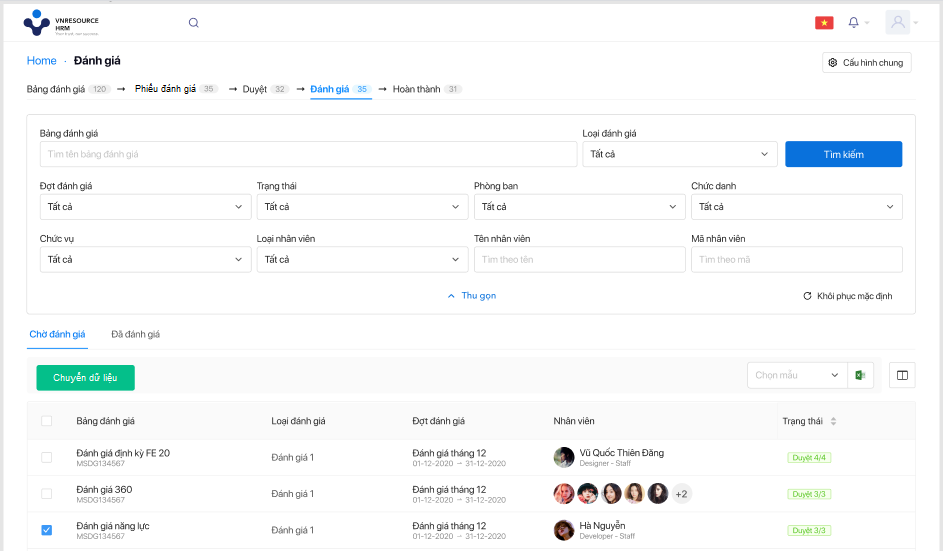 VNRESOURCE
HRM
Home · Đánh giá
Cấu hình chung
Bảng đánh giá 120 → Phiếu đánh giá 35 → Duyệt 32 → Đánh giá 35 → Hoàn thành 31
Bảng đánh giá
Loại đánh giá
Tìm tên bảng đánh giá
Tất cả
Tìm kiếm
Đợt đánh giá
Trạng thái
Phòng ban
Chức danh
Tất cả
Tất cả
Tất cả
Tất cả
Chức vụ
Loại nhân viên
Tên nhân viên
Mã nhân viên
Tất cả
Tất cả
Tìm theo tên
Tìm theo mã
Thu gọn
Khôi phục mặc định
Chờ đánh giá
Đã đánh giá
Chuyển dữ liệu
Chọn mẫu
Bảng đánh giá
Loại đánh giá
Đợt đánh giá
Nhân viên
Trạng thái
Đánh giá định kỳ FE 20
MSDG134567
Đánh giá 1
Đánh giá tháng 12
01-12-2020 → 31-12-2020
Vũ Quốc Thiên Đăng
Designer - Staff
Duyệt 4/4
Đánh giá 360
MSDG134567
Đánh giá 1
Đánh giá tháng 12
01-12-2020 → 31-12-2020
+2
Duyệt 3/3
Đánh giá năng lực
MSDG134567
Đánh giá 1
Đánh giá tháng 12
01-12-2020 → 31-12-2020
Hà Nguyễn
Developer - Staff
Duyệt 3/3